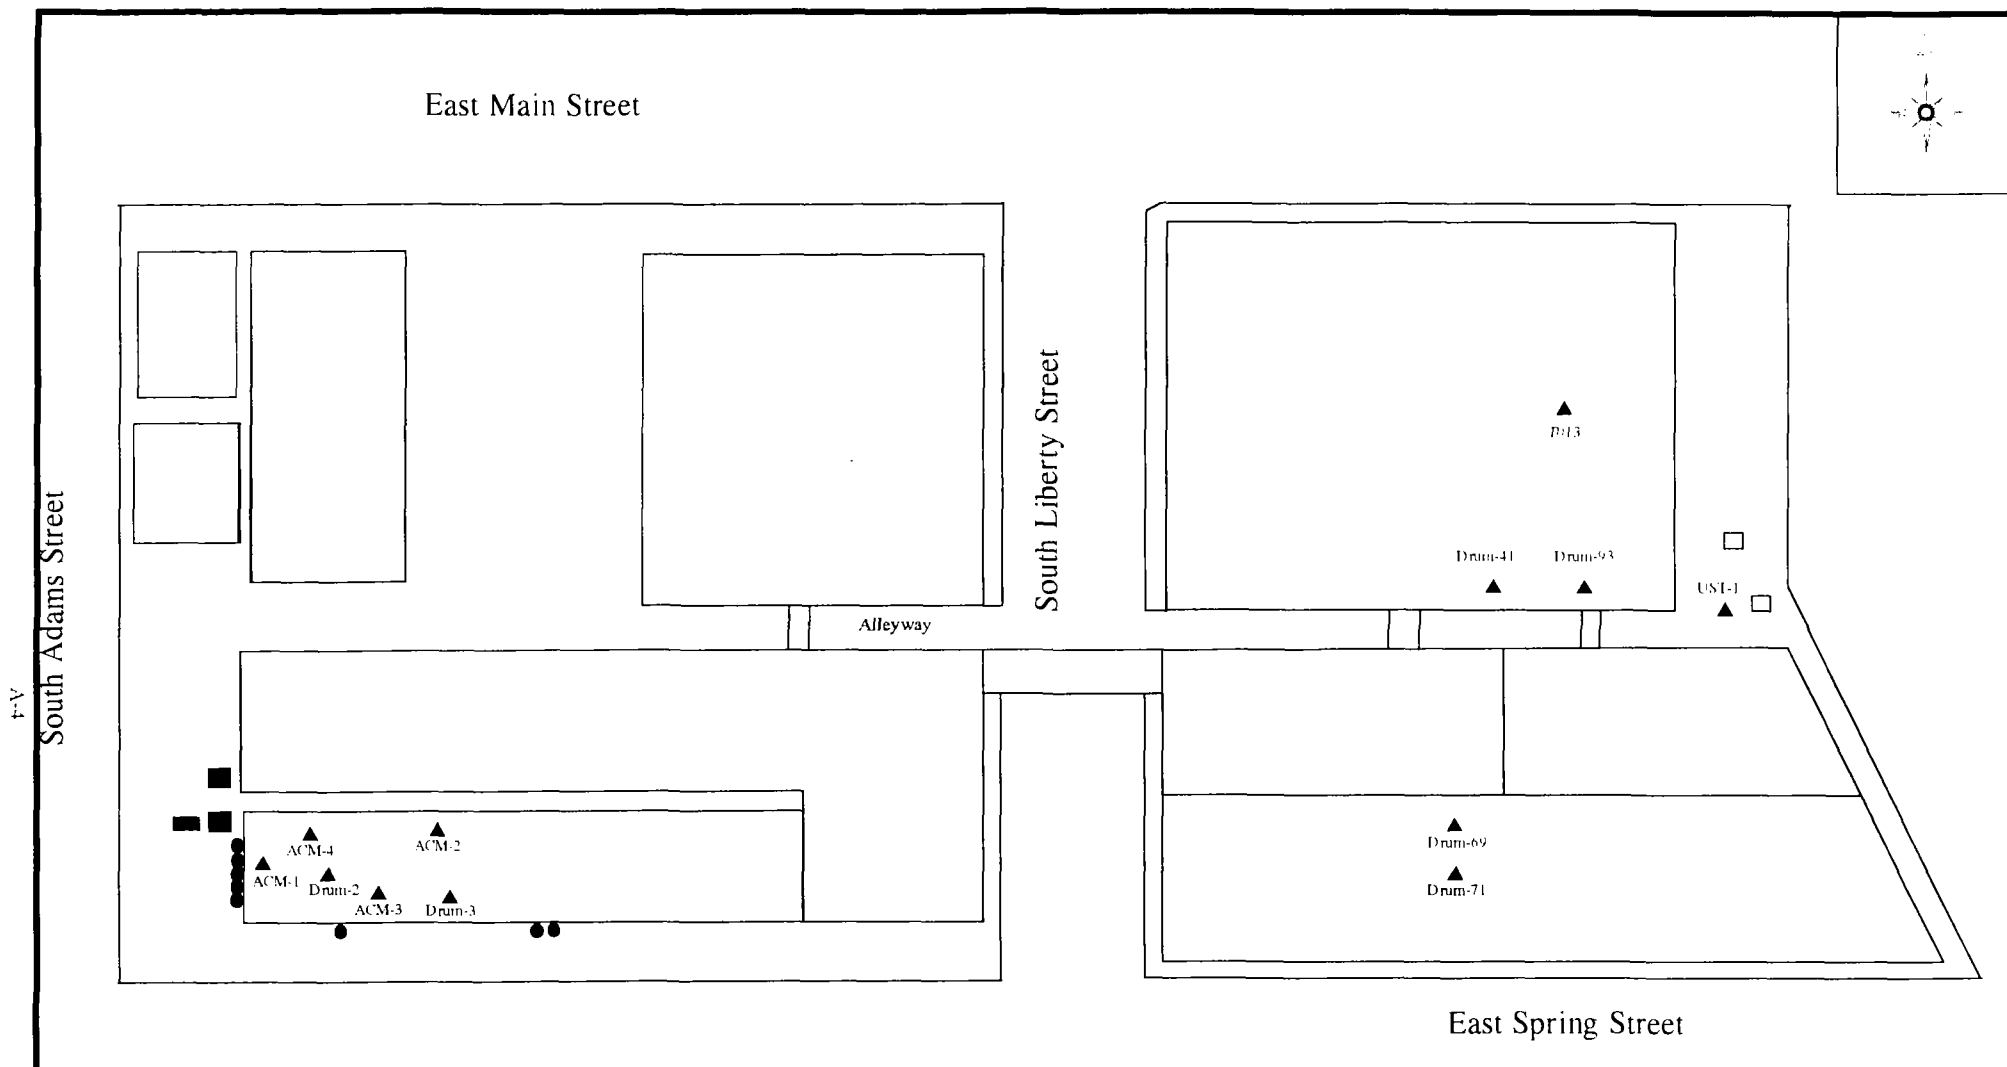 East Main Street
South Liberty Street
South Adams Street
Drum-41
Drum-93
UST-1
Alleyway
A-4
ACM-4
ACM-2
ACM-1
Drum-2
ACM-3
Drum-3
Drum-69
Drum-71
East Spring Street